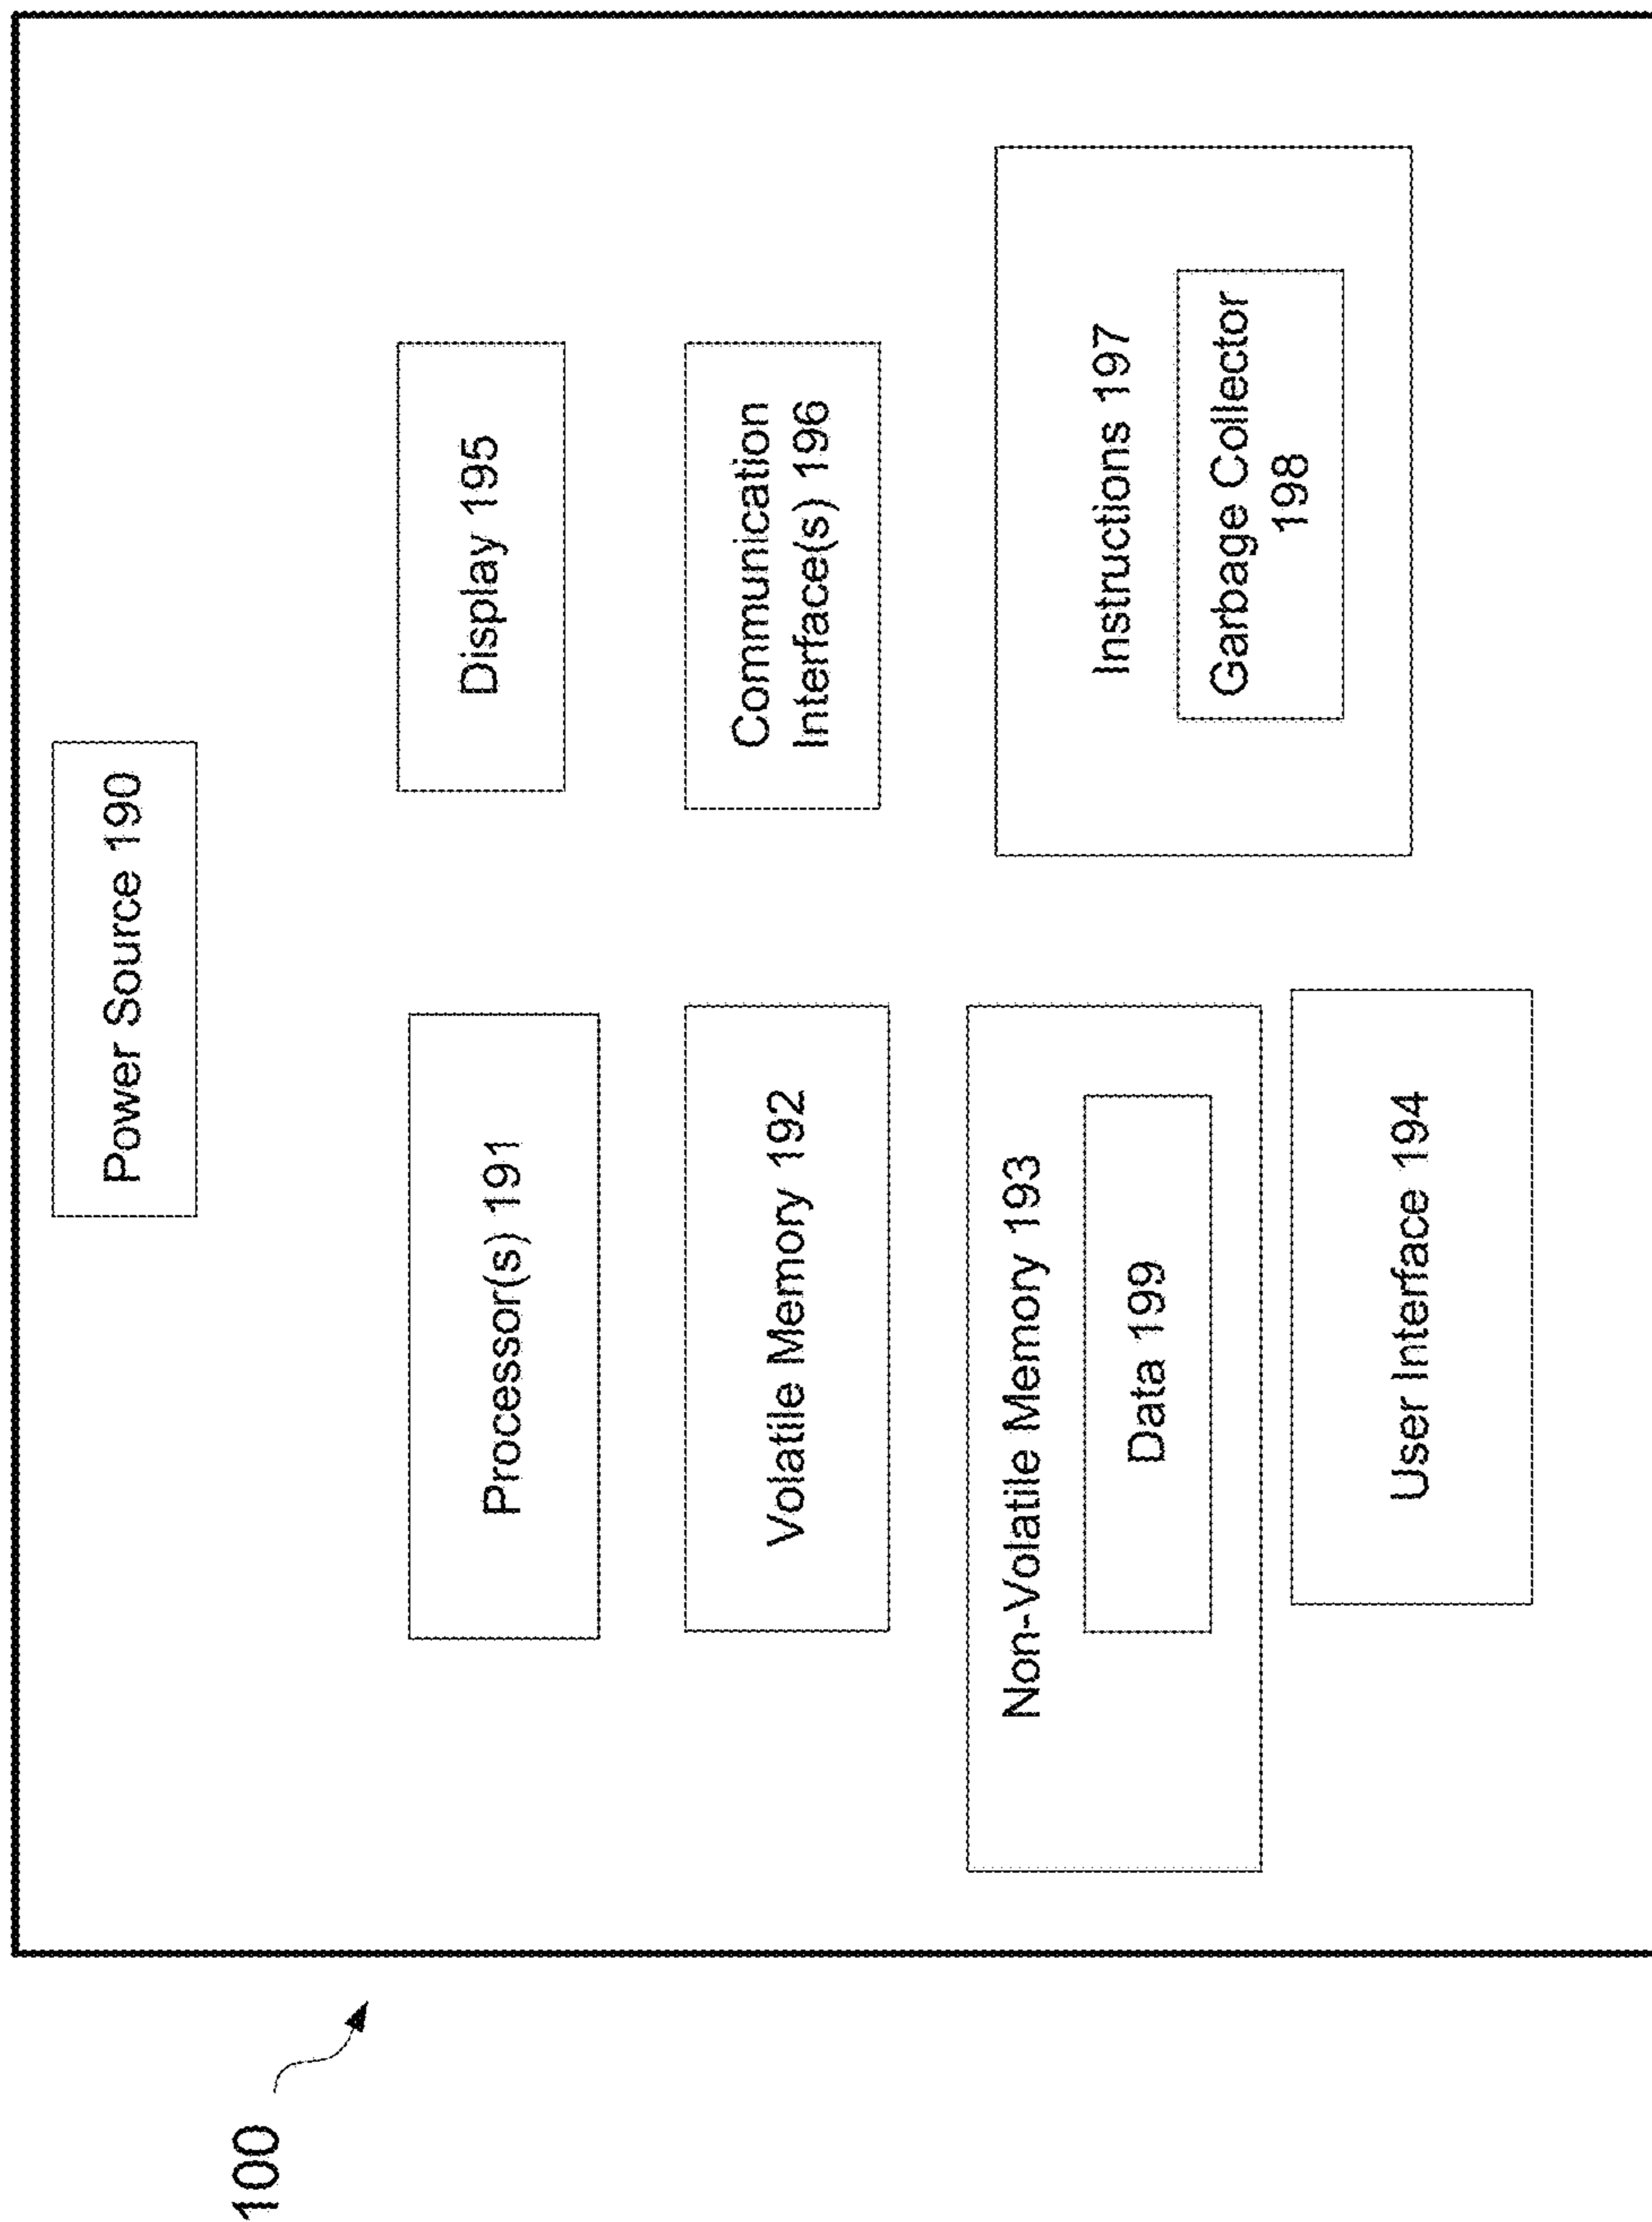 100
Power Source 190
Processor(s) 191
Display 195
Volatile Memory 192
Communication
Interface(s) 196
Non-Volatile Memory 193
Data 199
Instructions 197
Garbage Collector
198
User Interface 194